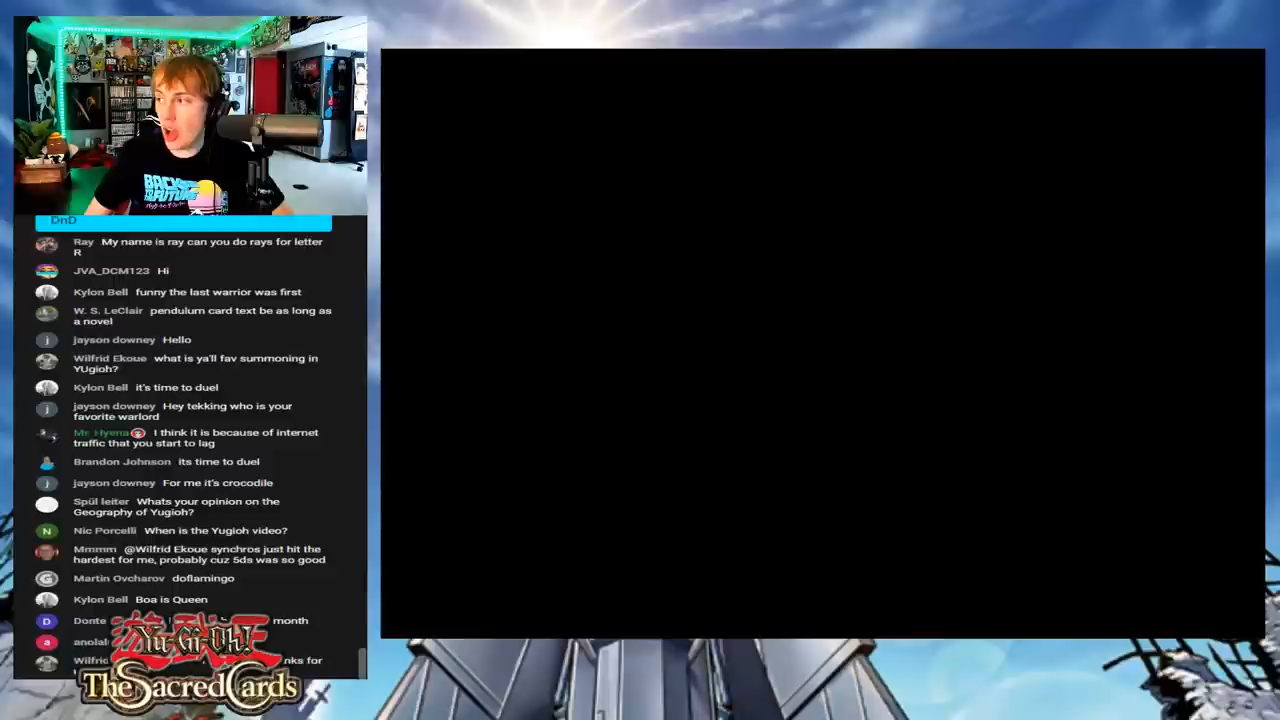 BACK
TO THE
FUTURE
DnD
Ray My name is ray can you do rays for letter
R
JVA_DCM123 Hi
Kylon Bell funny the last warrior was first
W. S. LeClair pendulum card text be as long as
a novel
j jayson downey Hello
Wilfrid Ekoue what is ya'll fav summoning in
YUgioh?
Kylon Bell it's time to duel
j jayson downey Hey tekking who is your
favorite warlord
Mr Hyena I think it is because of internet
traffic that you start to lag
Brandon Johnson its time to duel
j jayson downey For me it's crocodile
Spül leiter Whats your opinion on the
Geography of Yugioh?
N Nic Porcelli When is the Yugioh video?
Mmmm @Wilfrid Ekoue synchros just hit the
hardest for me, probably cuz 5ds was so good
G Martin Ovcharov doflamingo
Kylon Bell Boa is Queen
D Donte month
a
Yu-Gi-Oh!
The Sacred Cards